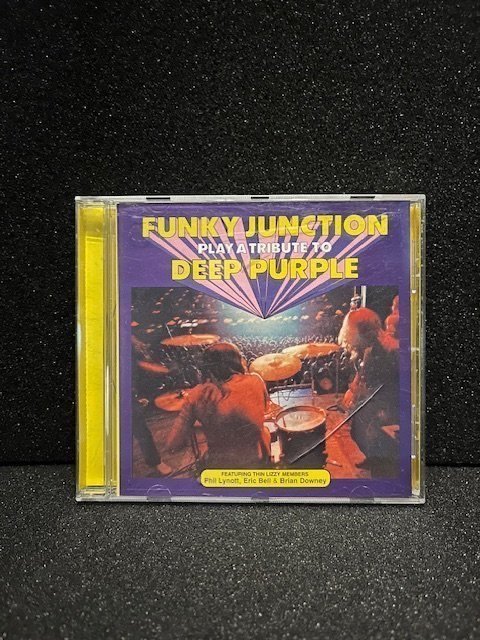 FUNKY JUNCTION
PLAY A TRIBUTE TO
DEEP PURPLE
FEATURING THIN LIZZY MEMBERS
Phil Lynott, Eric Bell & Brian Downey